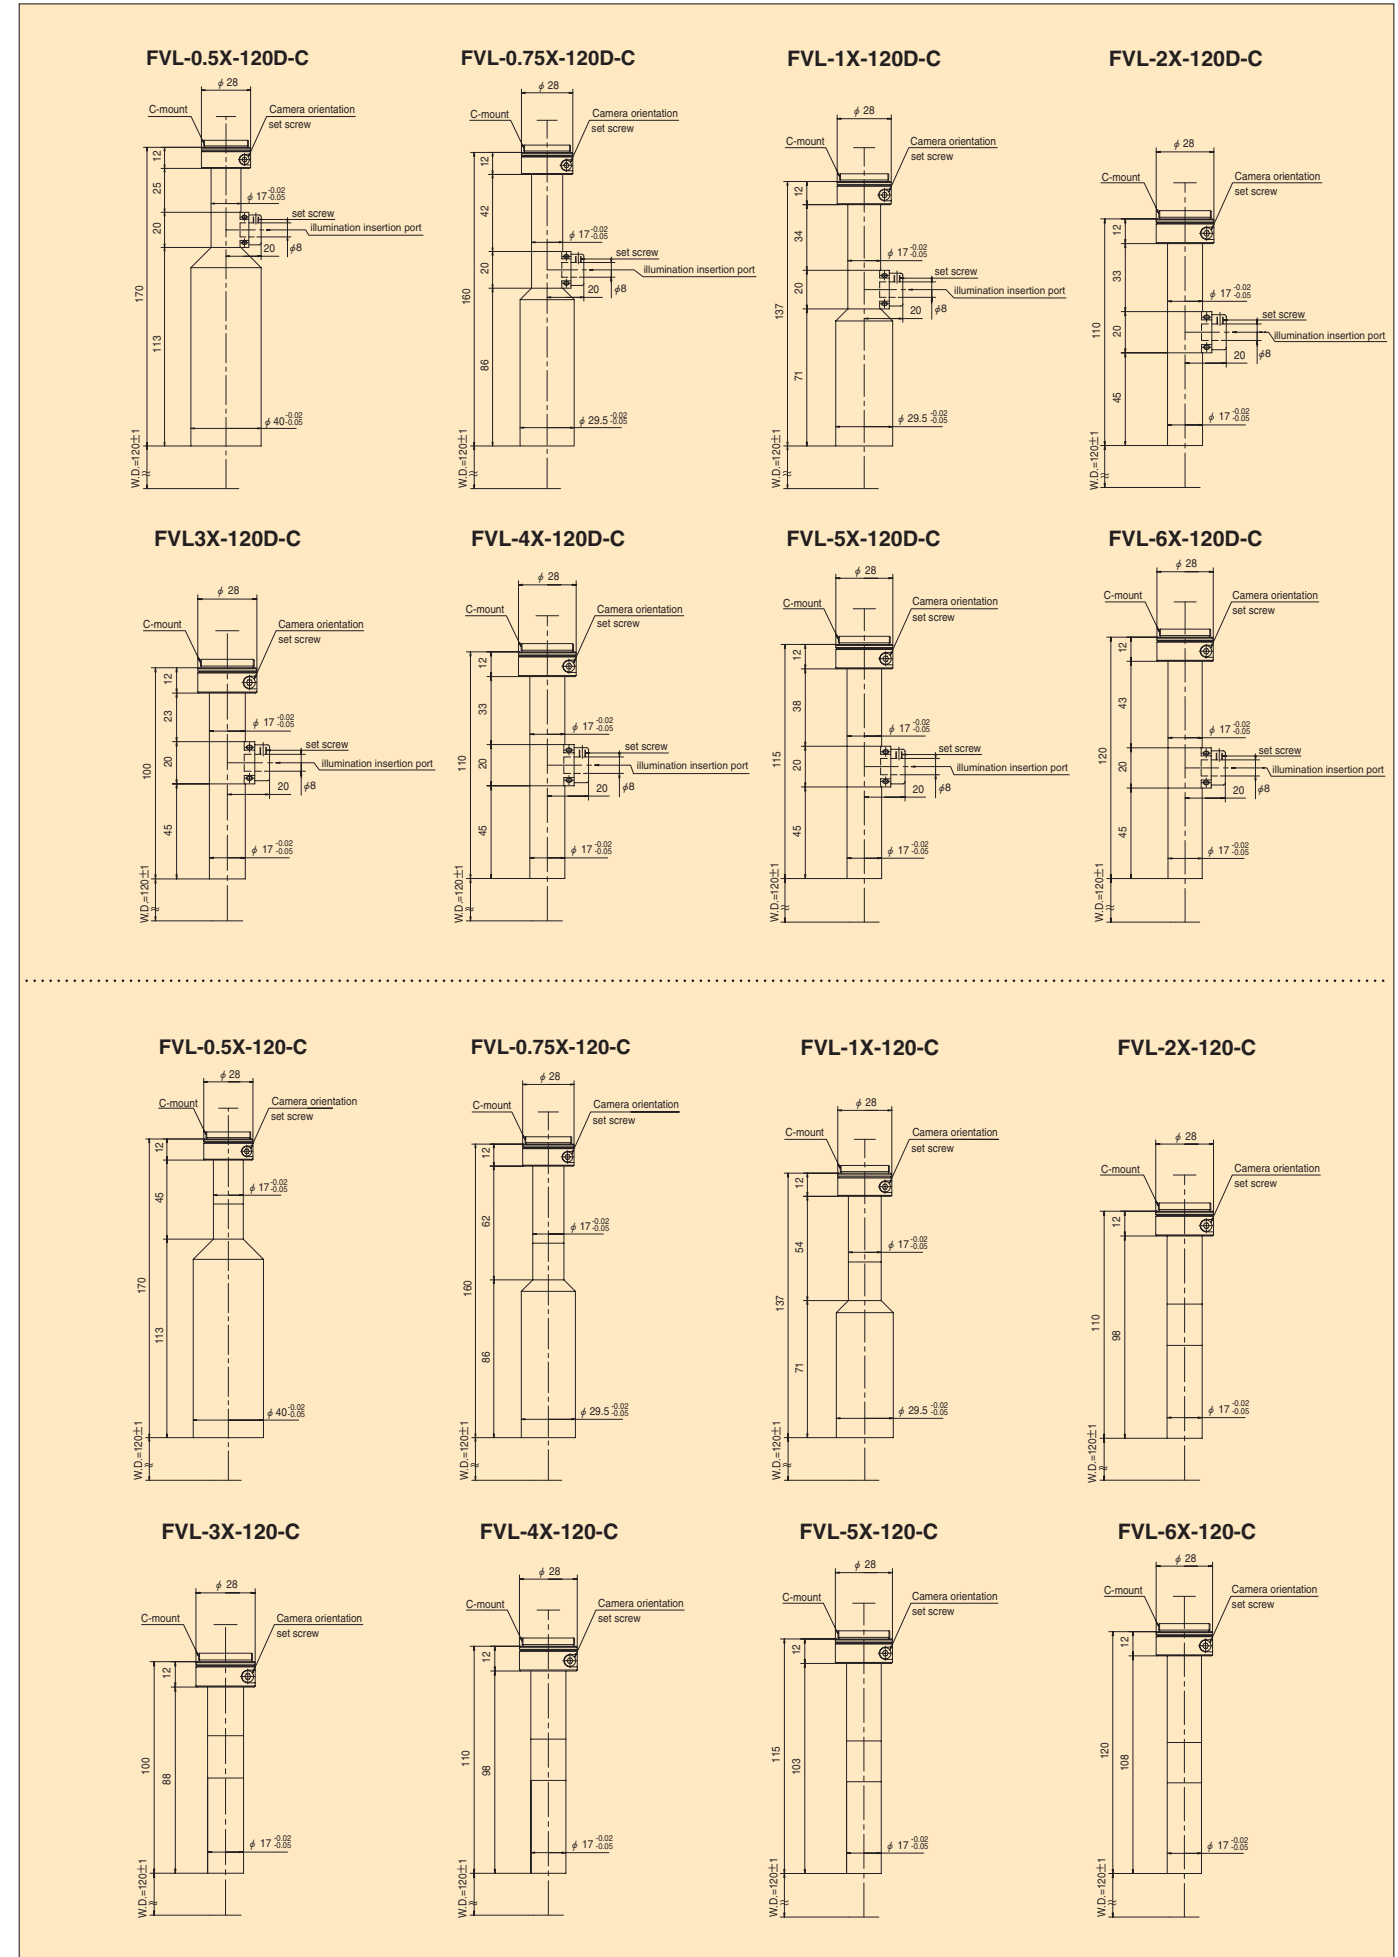 FVL-0.5X-120D-C
φ 28
C-mount
Camera orientation
set screw
12
25
φ 17 -0.02 -0.05
set screw
20
illumination insertion port
20
φ8
170
113
φ 40 -0.02 -0.05
W.D.=120±1
FVL-0.75X-120D-C
φ 28
C-mount
Camera orientation
set screw
12
42
φ 17 -0.02 -0.05
set screw
20
illumination insertion port
20
φ8
160
86
φ 29.5 -0.02 -0.05
W.D.=120±1
FVL-1X-120D-C
φ 28
C-mount
Camera orientation
set screw
12
34
φ 17 -0.02 -0.05
set screw
20
illumination insertion port
20
φ8
137
71
φ 29.5 -0.02 -0.05
W.D.=120±1
FVL-2X-120D-C
φ 28
C-mount
Camera orientation
set screw
12
33
φ 17 -0.02 -0.05
set screw
20
illumination insertion port
20
φ8
110
45
φ 17 -0.02 -0.05
W.D.=120±1
FVL3X-120D-C
φ 28
C-mount
Camera orientation
set screw
12
23
φ 17 -0.02 -0.05
set screw
20
illumination insertion port
20
φ8
100
45
φ 17 -0.02 -0.05
W.D.=120±1
FVL-4X-120D-C
φ 28
C-mount
Camera orientation
set screw
12
33
φ 17 -0.02 -0.05
set screw
20
illumination insertion port
20
φ8
110
45
φ 17 -0.02 -0.05
W.D.=120±1
FVL-5X-120D-C
φ 28
C-mount
Camera orientation
set screw
12
38
φ 17 -0.02 -0.05
set screw
20
illumination insertion port
20
φ8
115
45
φ 17 -0.02 -0.05
W.D.=120±1
FVL-6X-120D-C
φ 28
C-mount
Camera orientation
set screw
12
43
φ 17 -0.02 -0.05
set screw
20
illumination insertion port
20
φ8
120
45
φ 17 -0.02 -0.05
W.D.=120±1
FVL-0.5X-120-C
φ 28
C-mount
Camera orientation
set screw
12
45
φ 17 -0.02 -0.05
170
113
φ 40 -0.02 -0.05
W.D.=120±1
FVL-0.75X-120-C
φ 28
C-mount
Camera orientation
set screw
12
62
φ 17 -0.02 -0.05
160
86
φ 29.5 -0.02 -0.05
W.D.=120±1
FVL-1X-120-C
φ 28
C-mount
Camera orientation
set screw
12
54
φ 17 -0.02 -0.05
137
71
φ 29.5 -0.02 -0.05
W.D.=120±1
FVL-2X-120-C
φ 28
C-mount
Camera orientation
set screw
12
110
98
φ 17 -0.02 -0.05
W.D.=120±1
FVL-3X-120-C
φ 28
C-mount
Camera orientation
set screw
12
100
88
φ 17 -0.02 -0.05
W.D.=120±1
FVL-4X-120-C
φ 28
C-mount
Camera orientation
set screw
12
110
98
φ 17 -0.02 -0.05
W.D.=120±1
FVL-5X-120-C
φ 28
C-mount
Camera orientation
set screw
12
115
103
φ 17 -0.02 -0.05
W.D.=120±1
FVL-6X-120-C
φ 28
C-mount
Camera orientation
set screw
12
120
108
φ 17 -0.02 -0.05
W.D.=120±1